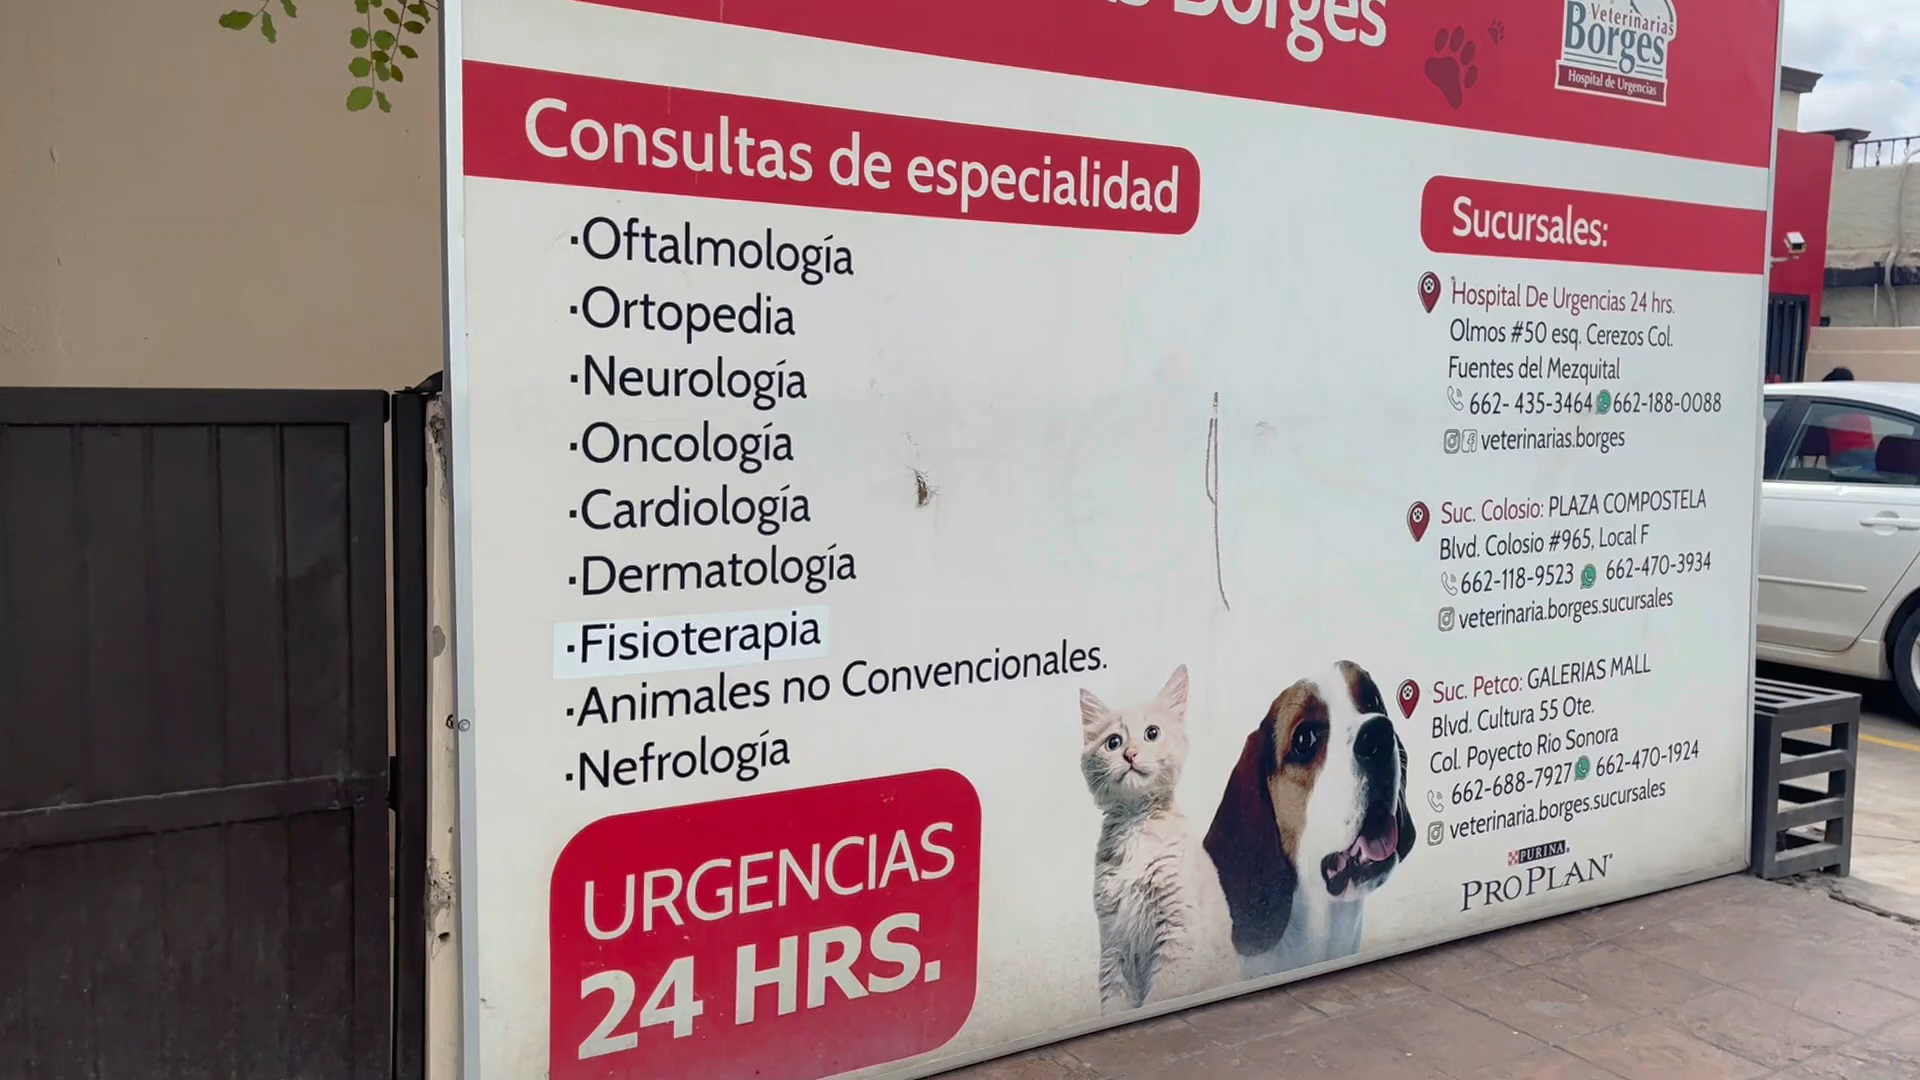 Borges
Veterinarias
Borges
Hospital de Urgencias
Consultas de especialidad
·Oftalmología
·Ortopedia
·Neurología
·Oncología
·Cardiología
·Dermatología
·Fisioterapia
·Animales no Convencionales.
·Nefrología
URGENCIAS
24 HRS.
Sucursales:
Hospital De Urgencias 24 hrs.
Olmos #50 esq. Cerezos Col.
Fuentes del Mezquital
662- 435-3464 662-188-0088
veterinarias.borges
Suc. Colosio: PLAZA COMPOSTELA
Blvd. Colosio #965, Local F
662-118-9523 662-470-3934
veterinaria.borges.sucursales
Suc. Petco: GALERIAS MALL
Blvd. Cultura 55 Ote.
Col. Poyecto Rio Sonora
662-688-7927 662-470-1924
veterinaria.borges.sucursales
PURINA
PROPLAN